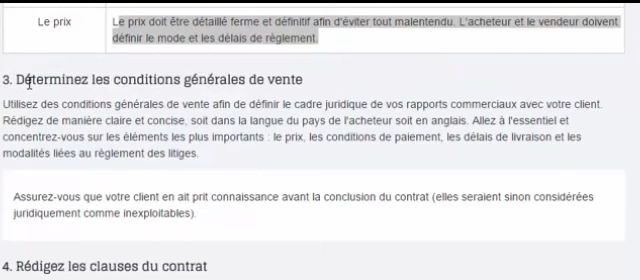 Le prix
Le prix doit être détaillé ferme et définitif afin d'éviter tout malentendu. L'acheteur et le vendeur doivent
définir le mode et les délais de règlement.
3. Déterminez les conditions générales de vente
Utilisez des conditions générales de vente afin de définir le cadre juridique de vos rapports commerciaux avec votre client.
Rédigez de manière claire et concise, soit dans la langue du pays de l'acheteur soit en anglais. Allez à l'essentiel et
concentrez-vous sur les éléments les plus importants : le prix, les conditions de paiement, les délais de livraison et les
modalités liées au règlement des litiges.
Assurez-vous que votre client en ait prit connaissance avant la conclusion du contrat (elles seraient sinon considérées
juridiquement comme inexploitables).
4. Rédigez les clauses du contrat